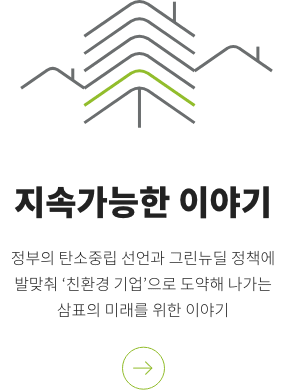 지속가능한 이야기
정부의 탄소중립 선언과 그린뉴딜 정책에
발맞춰 ‘친환경 기업’으로 도약해 나가는
삼표의 미래를 위한 이야기